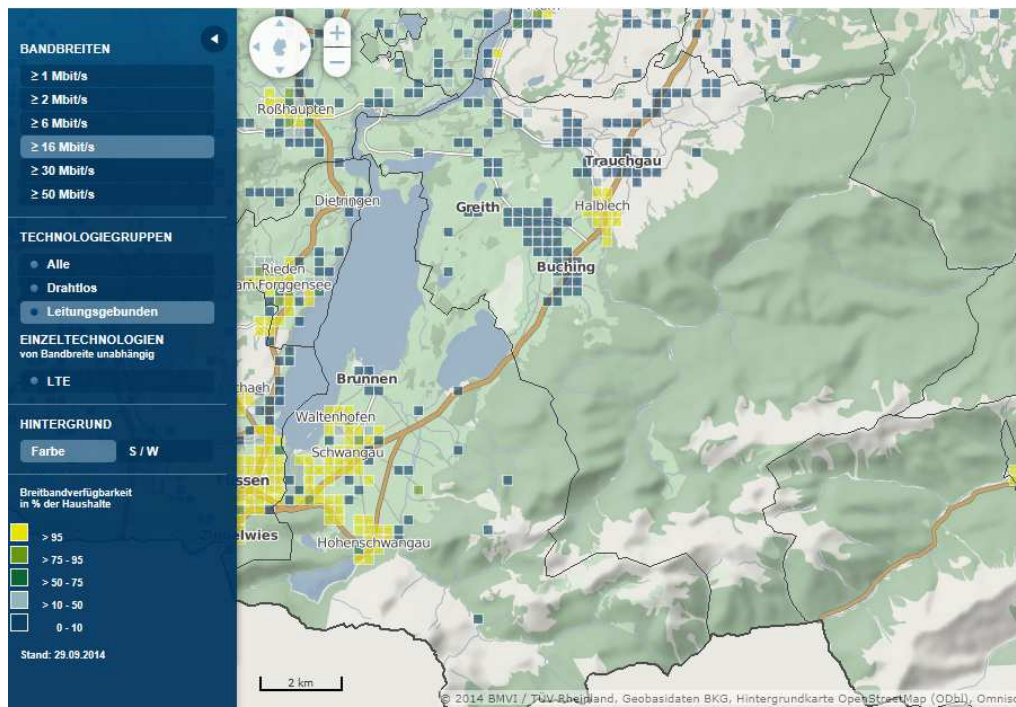 BANDBREITEN
≥ 1 Mbit/s
≥ 2 Mbit/s
≥ 6 Mbit/s
≥ 16 Mbit/s
≥ 30 Mbit/s
≥ 50 Mbit/s
TECHNOLOGIEGRUPPEN
Alle
Drahtlos
Leitungsgebunden
EINZELTECHNOLOGIEN
von Bandbreite unabhängig
LTE
HINTERGRUND
Farbe S / W
Breitbandverfügbarkeit
in % der Haushalte
> 95
> 75 - 95
> 50 - 75
> 10 - 50
0 - 10
Stand: 29.09.2014
Roßhaupten
Trauchgau
Dietringen
Greith
Halblech
Buching
Rieden
am Forggensee
Brunnen
Waltenhofen
Schwangau
Hohenschwangau
2 km
© 2014 BMVI / TÜV Rheinland, Geobasidaten BKG, Hintergrundkarte OpenStreetMap (ODbl), Omnisc